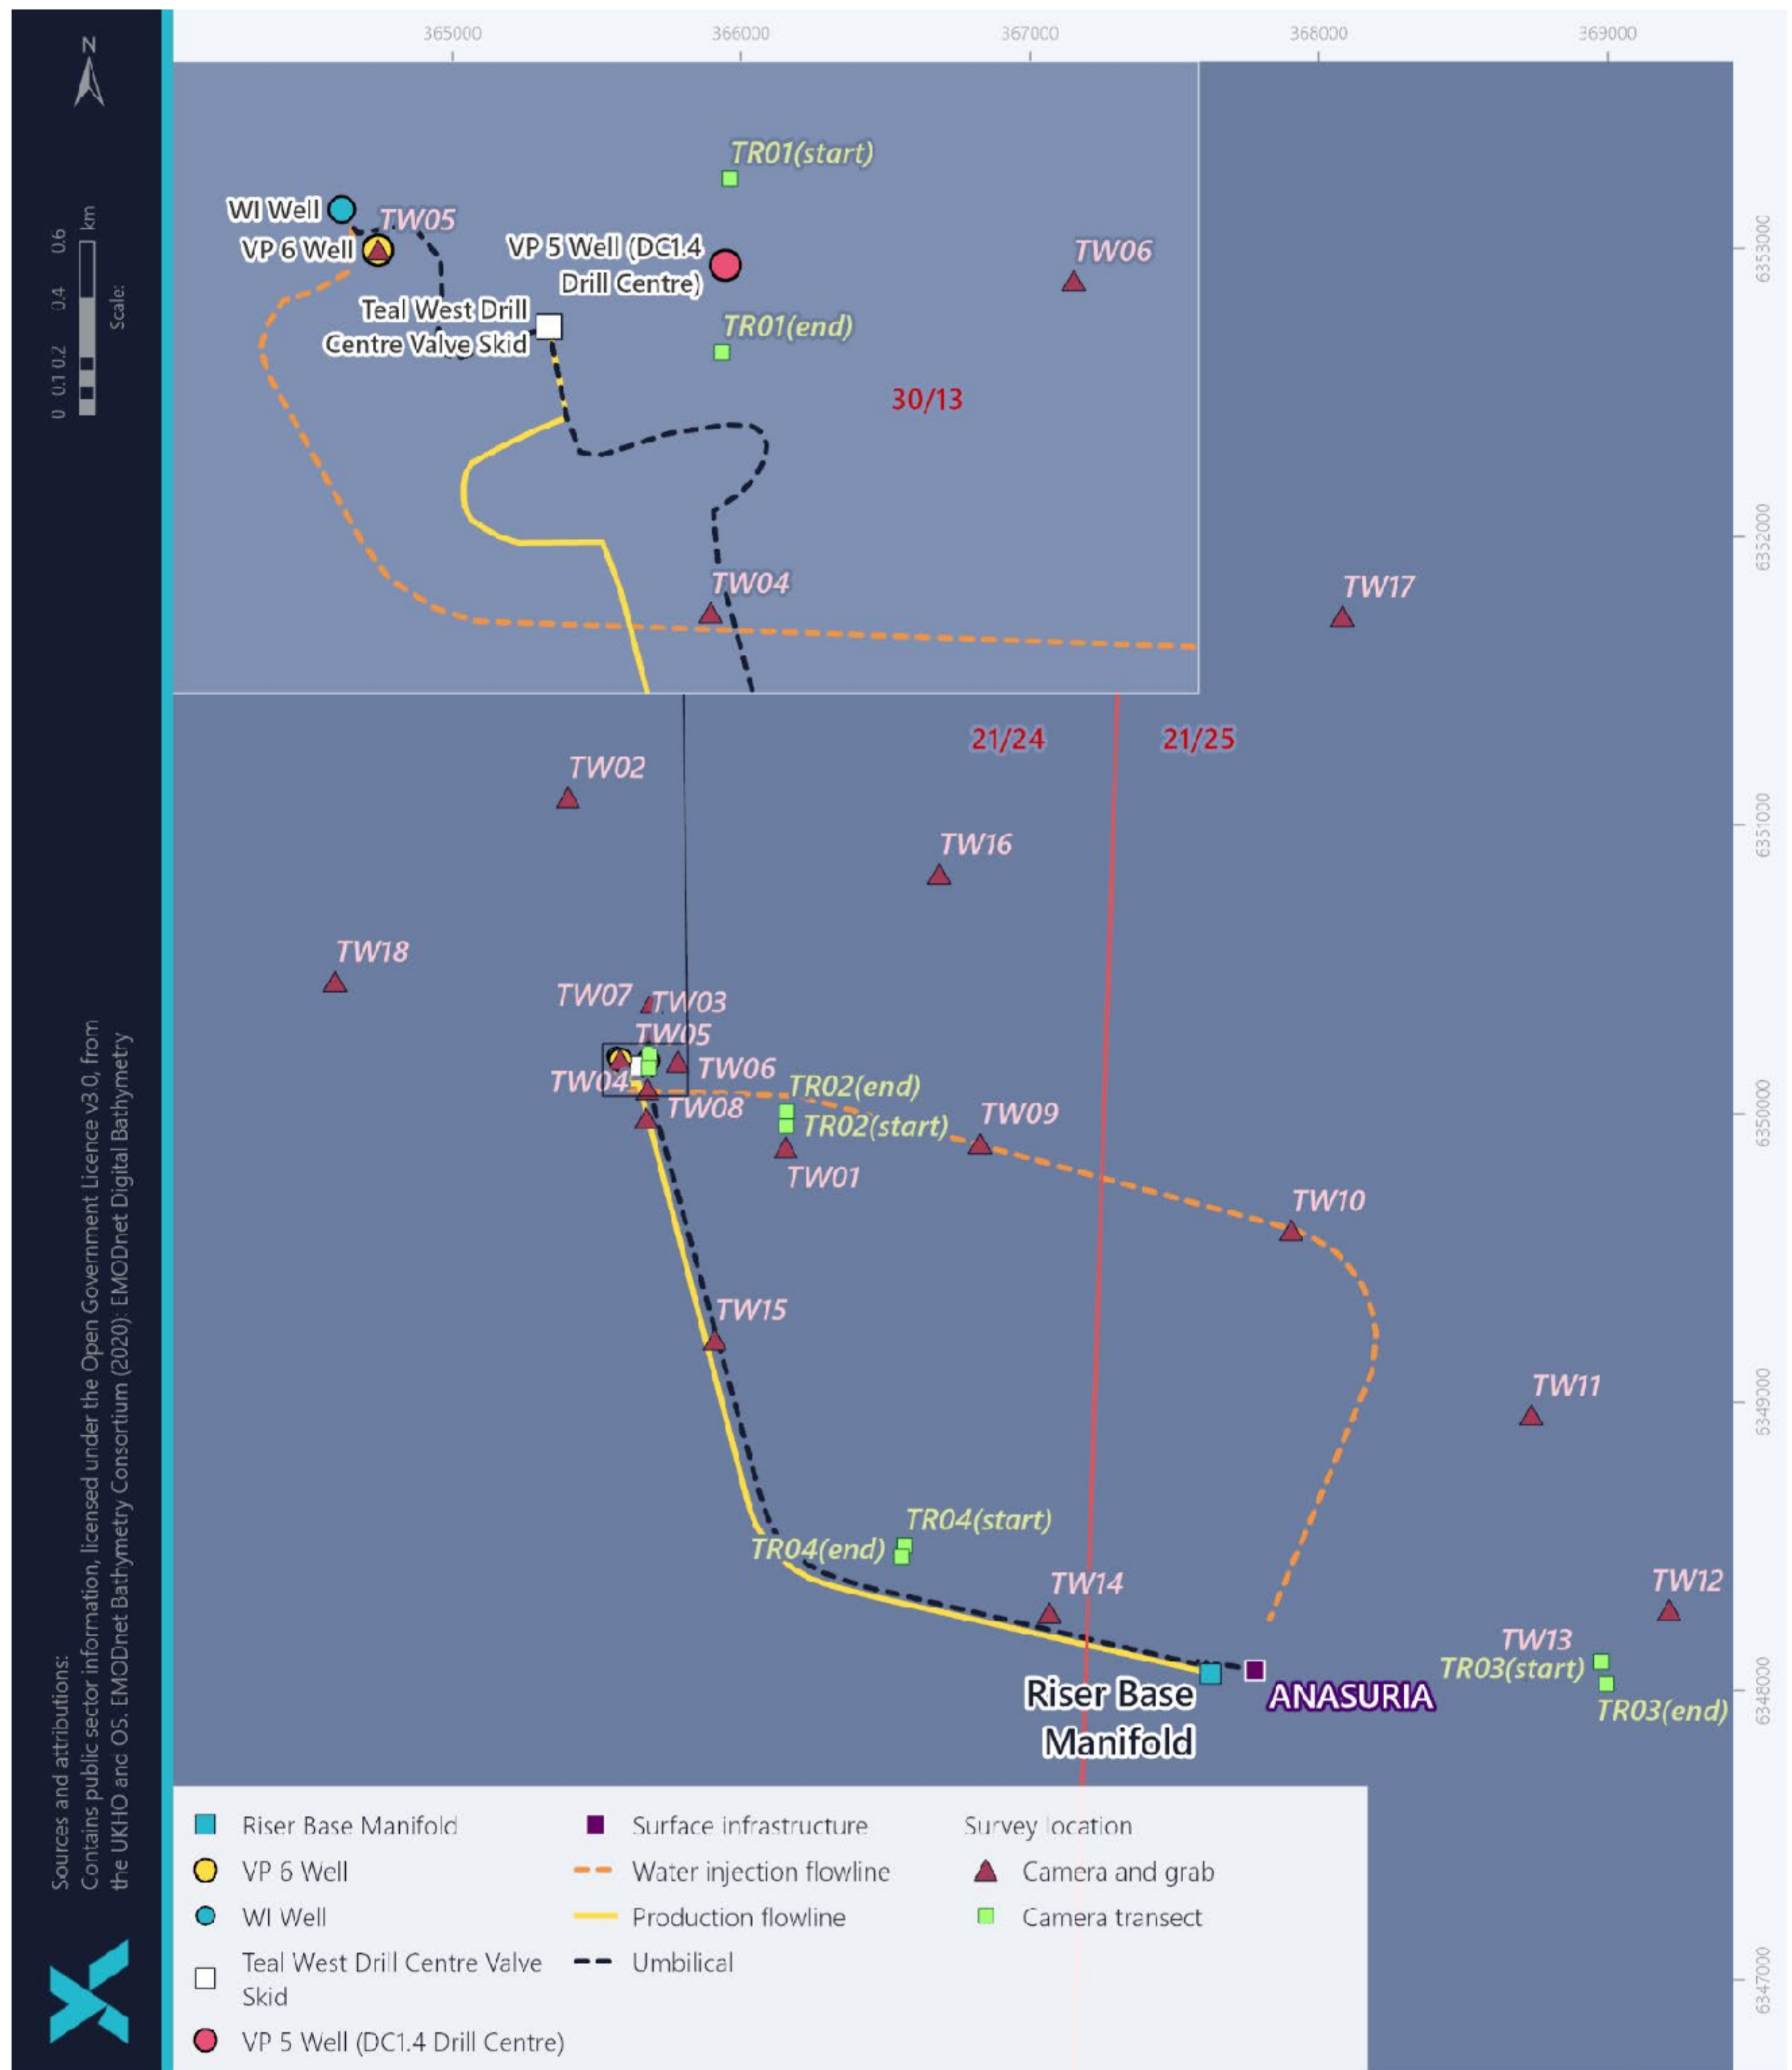 365000
366000
367000
368000
369000
N
0 0.1 0.2 0.4 0.6 km
Scale:
TR01(start)
WI Well
TW05
VP 6 Well
VP 5 Well (DC1.4
Drill Centre)
TW06
Teal West Drill
Centre Valve Skid
TR01(end)
30/13
TW04
TW17
21/24
21/25
TW02
TW16
TW18
TW07
TW03
TW05
TW06
TW04
TW08
TR02(end)
TR02(start)
TW09
TW01
TW10
TW15
TW11
TR04(start)
TR04(end)
TW14
TW12
TW13
TR03(start)
TR03(end)
Riser Base
Manifold
ANASURIA
6353000
6352000
6351000
6350000
6349000
6348000
6347000
Sources and attributions:
Contains public sector information, licensed under the Open Government Licence v3.0, from
the UKHO and OS. EMODnet Bathymetry Consortium (2020): EMODnet Digital Bathymetry
Riser Base Manifold
VP 6 Well
WI Well
Teal West Drill Centre Valve
Skid
VP 5 Well (DC1.4 Drill Centre)
Surface infrastructure
Water injection flowline
Production flowline
Umbilical
Survey location
Camera and grab
Camera transect